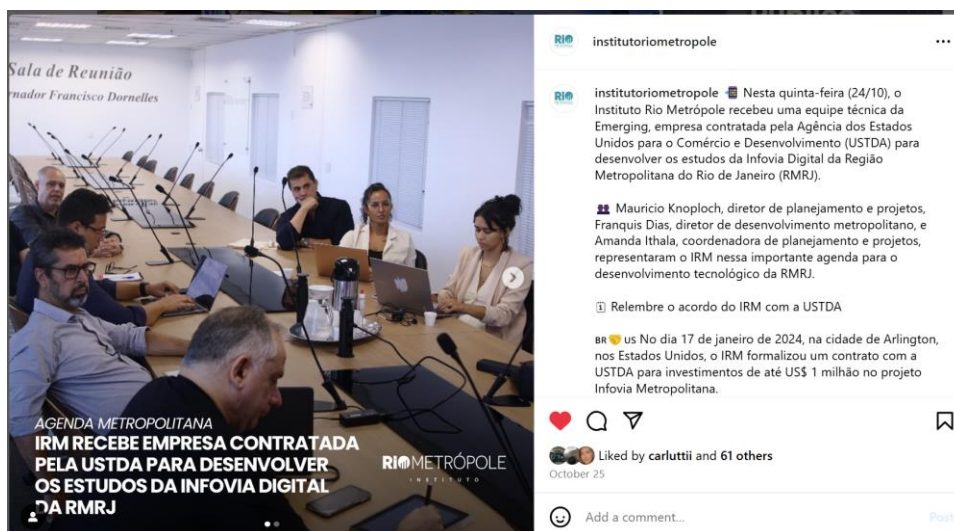 Sala de Reunião
rnador Francisco Dornelles
AGENDA METROPOLITANA
IRM RECEBE EMPRESA CONTRATADA
PELA USTDA PARA DESENVOLVER
OS ESTUDOS DA INFOVIA DIGITAL
DA RMRJ
RIO METRÓPOLE
INSTITUTO
RIO
institutoriometropole
RIO
institutoriometropole 📲 Nesta quinta-feira (24/10), o
Instituto Rio Metrópole recebeu uma equipe técnica da
Emerging, empresa contratada pela Agência dos Estados
Unidos para o Comércio e Desenvolvimento (USTDA) para
desenvolver os estudos da Infovia Digital da Região
Metropolitana do Rio de Janeiro (RMRJ).
👥 Mauricio Knoploch, diretor de planejamento e projetos,
Franquis Dias, diretor de desenvolvimento metropolitano, e
Amanda Ithala, coordenadora de planejamento e projetos,
representaram o IRM nessa importante agenda para o
desenvolvimento tecnológico da RMRJ.
🗓 Relembre o acordo do IRM com a USTDA
BR 🤝 us No dia 17 de janeiro de 2024, na cidade de Arlington,
nos Estados Unidos, o IRM formalizou um contrato com a
USTDA para investimentos de até US$ 1 milhão no projeto
Infovia Metropolitana.
Liked by carluttii and 61 others
October 25
Add a comment...
Post